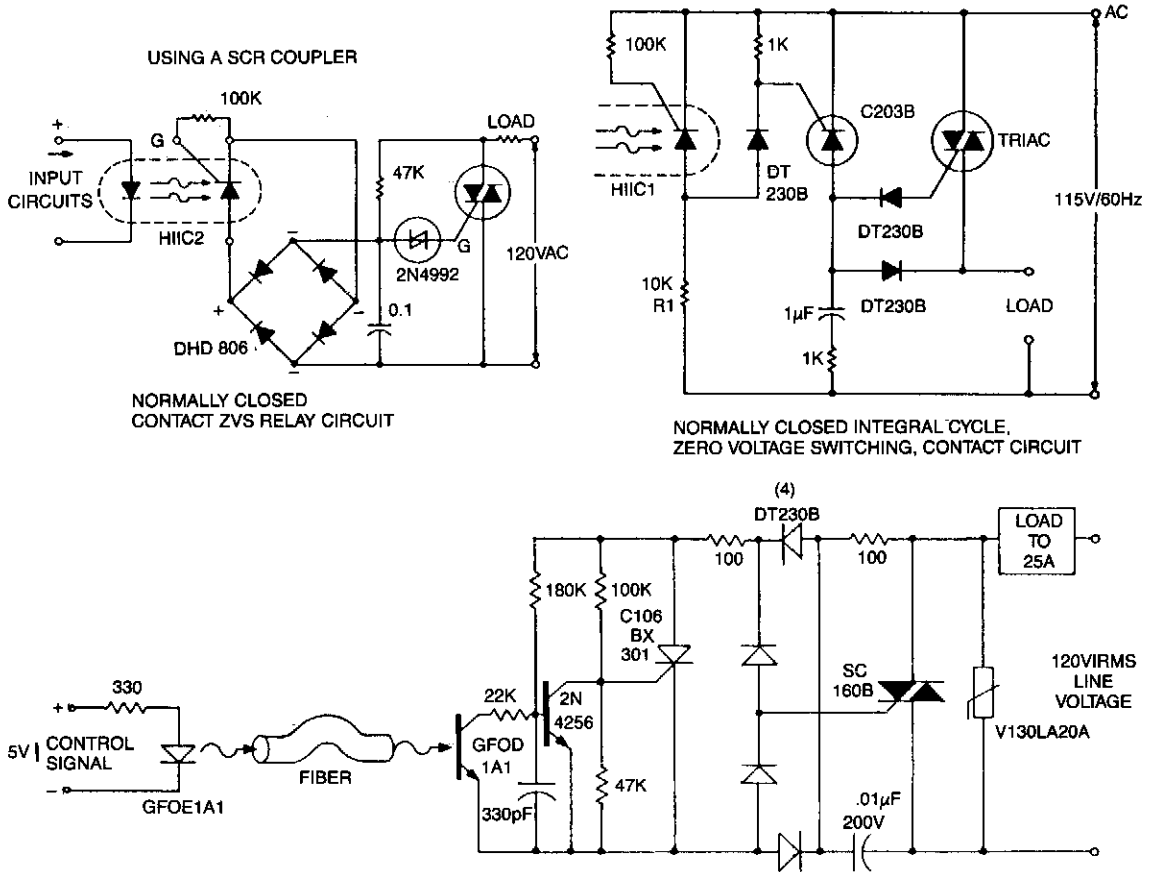 USING A SCR COUPLER
100K
G
+
INPUT
CIRCUITS
HIIC2
LOAD
47K
G
2N4992
120VAC
0.1
−
+
−
−
DHD 806
NORMALLY CLOSED
CONTACT ZVS RELAY CIRCUIT
AC
100K
1K
C203B
TRIAC
HIIC1
DT
230B
DT230B
115V/60Hz
10K
R1
DT230B
1µF
LOAD
1K
NORMALLY CLOSED INTEGRAL CYCLE,
ZERO VOLTAGE SWITCHING, CONTACT CIRCUIT
(4)
DT230B
LOAD
TO
25A
100
100
180K
100K
C106
BX
301
SC
160B
120VIRMS
LINE
VOLTAGE
330
22K
2N
4256
V130LA20A
+
5V
CONTROL
SIGNAL
−
FIBER
GFOD
1A1
47K
GFOE1A1
330pF
.01µF
200V